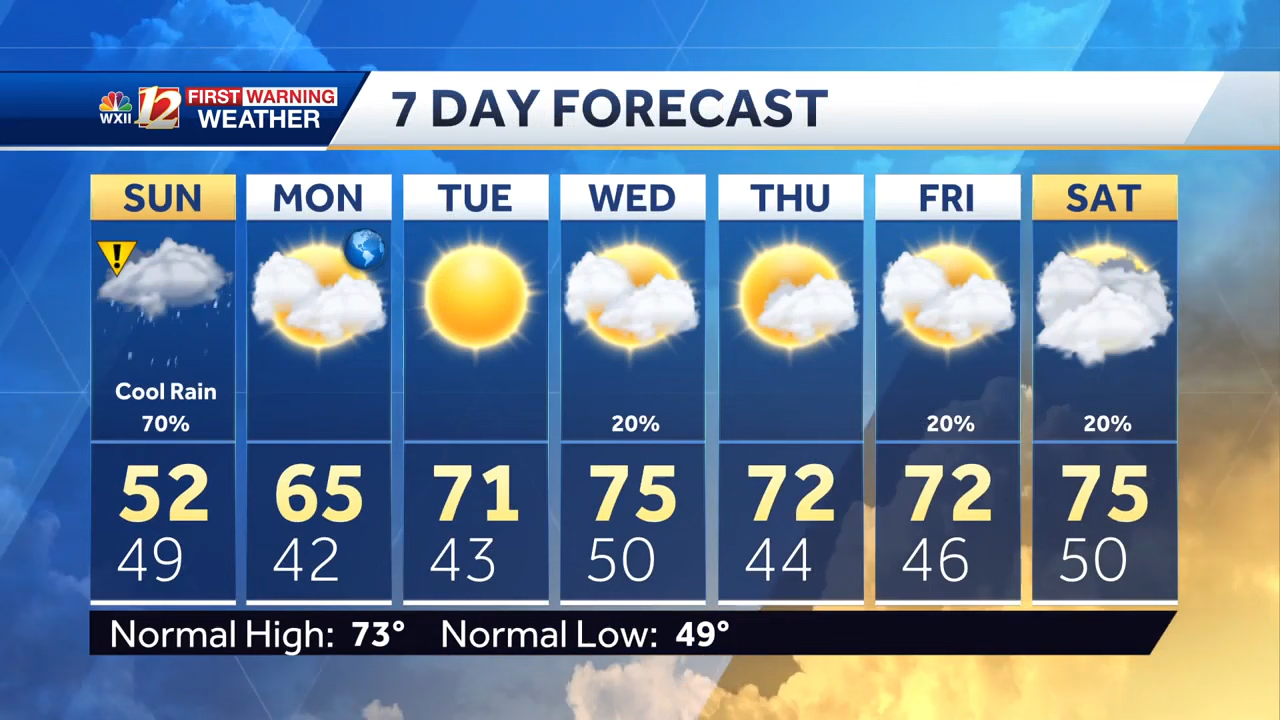 WXII 12 FIRST WARNING WEATHER
7 DAY FORECAST
SUN MON TUE WED THU FRI SAT
!
Cool Rain
70% 20% 20% 20%
52 65 71 75 72 72 75
49 42 43 50 44 46 50
Normal High: 73° Normal Low: 49°